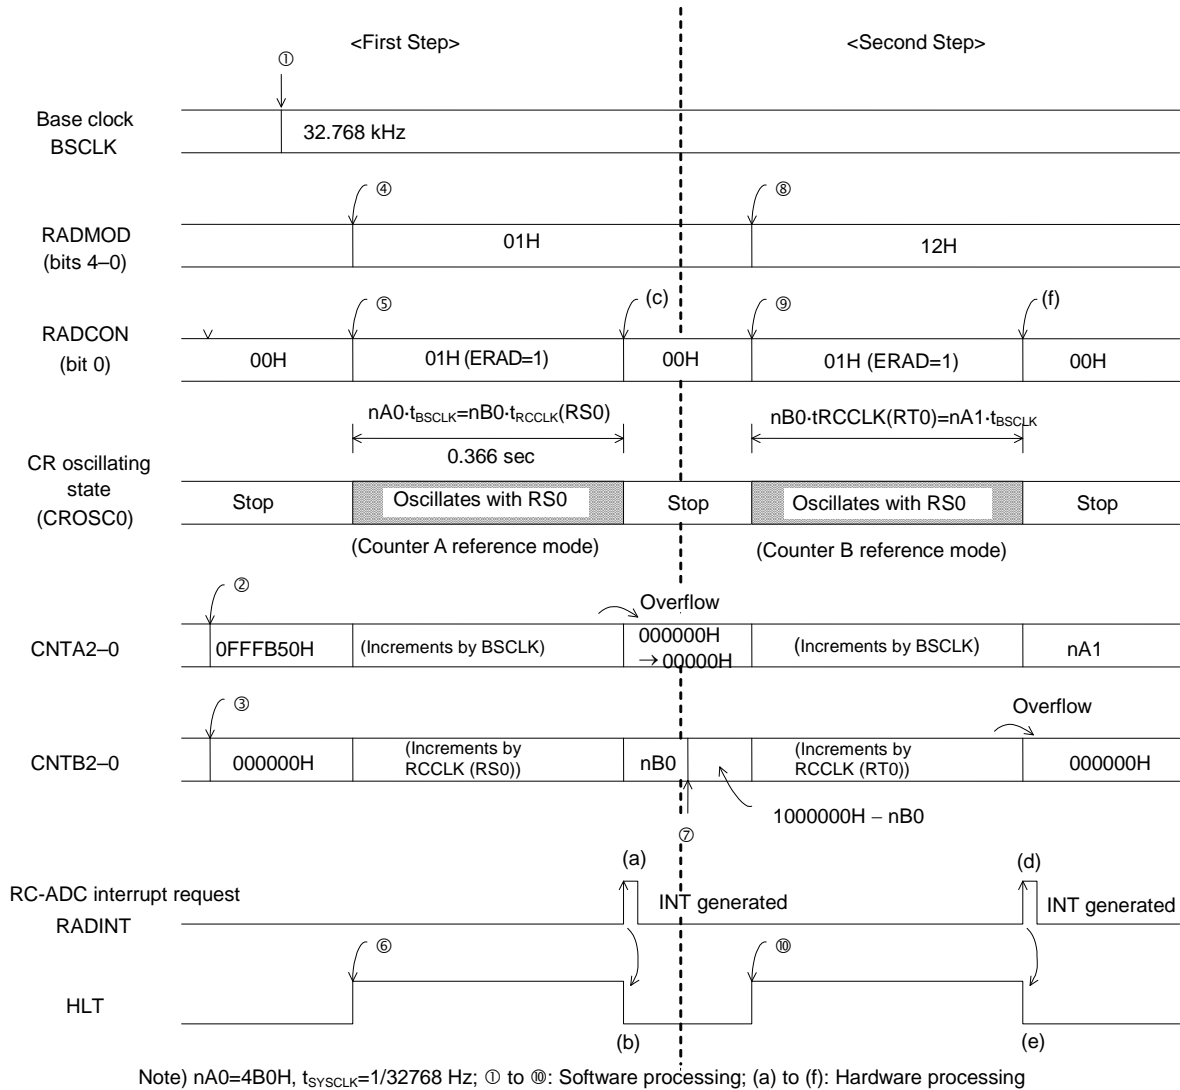 <First Step> <Second Step>
①
Base clock
BSCLK
32.768 kHz
④ ⑧
RADMOD
(bits 4–0)
01H 12H
⑤ (c) ⑨ (f)
RADCON
(bit 0)
00H 01H (ERAD=1) 00H 01H (ERAD=1) 00H
nA0·tBSCLK=nB0·tRCCLK(RS0) nB0·tRCCLK(RT0)=nA1·tBSCLK
0.366 sec
CR oscillating
state
(CROSC0)
Stop Oscillates with RS0 Stop Oscillates with RS0 Stop
(Counter A reference mode) (Counter B reference mode)
② Overflow
CNTA2–0
0FFFB50H (Increments by BSCLK) 000000H
→ 00000H
(Increments by BSCLK) nA1
③ Overflow
CNTB2–0
000000H (Increments by
RCCLK (RS0))
nB0
(Increments by
RCCLK (RT0))
000000H
1000000H – nB0
⑦
(a) (d)
RC-ADC interrupt request
RADINT
INT generated INT generated
⑥ ⑩
HLT
(b) (e)
Note) nA0=4B0H, tSYSCLK=1/32768 Hz; ① to ⑩: Software processing; (a) to (f): Hardware processing